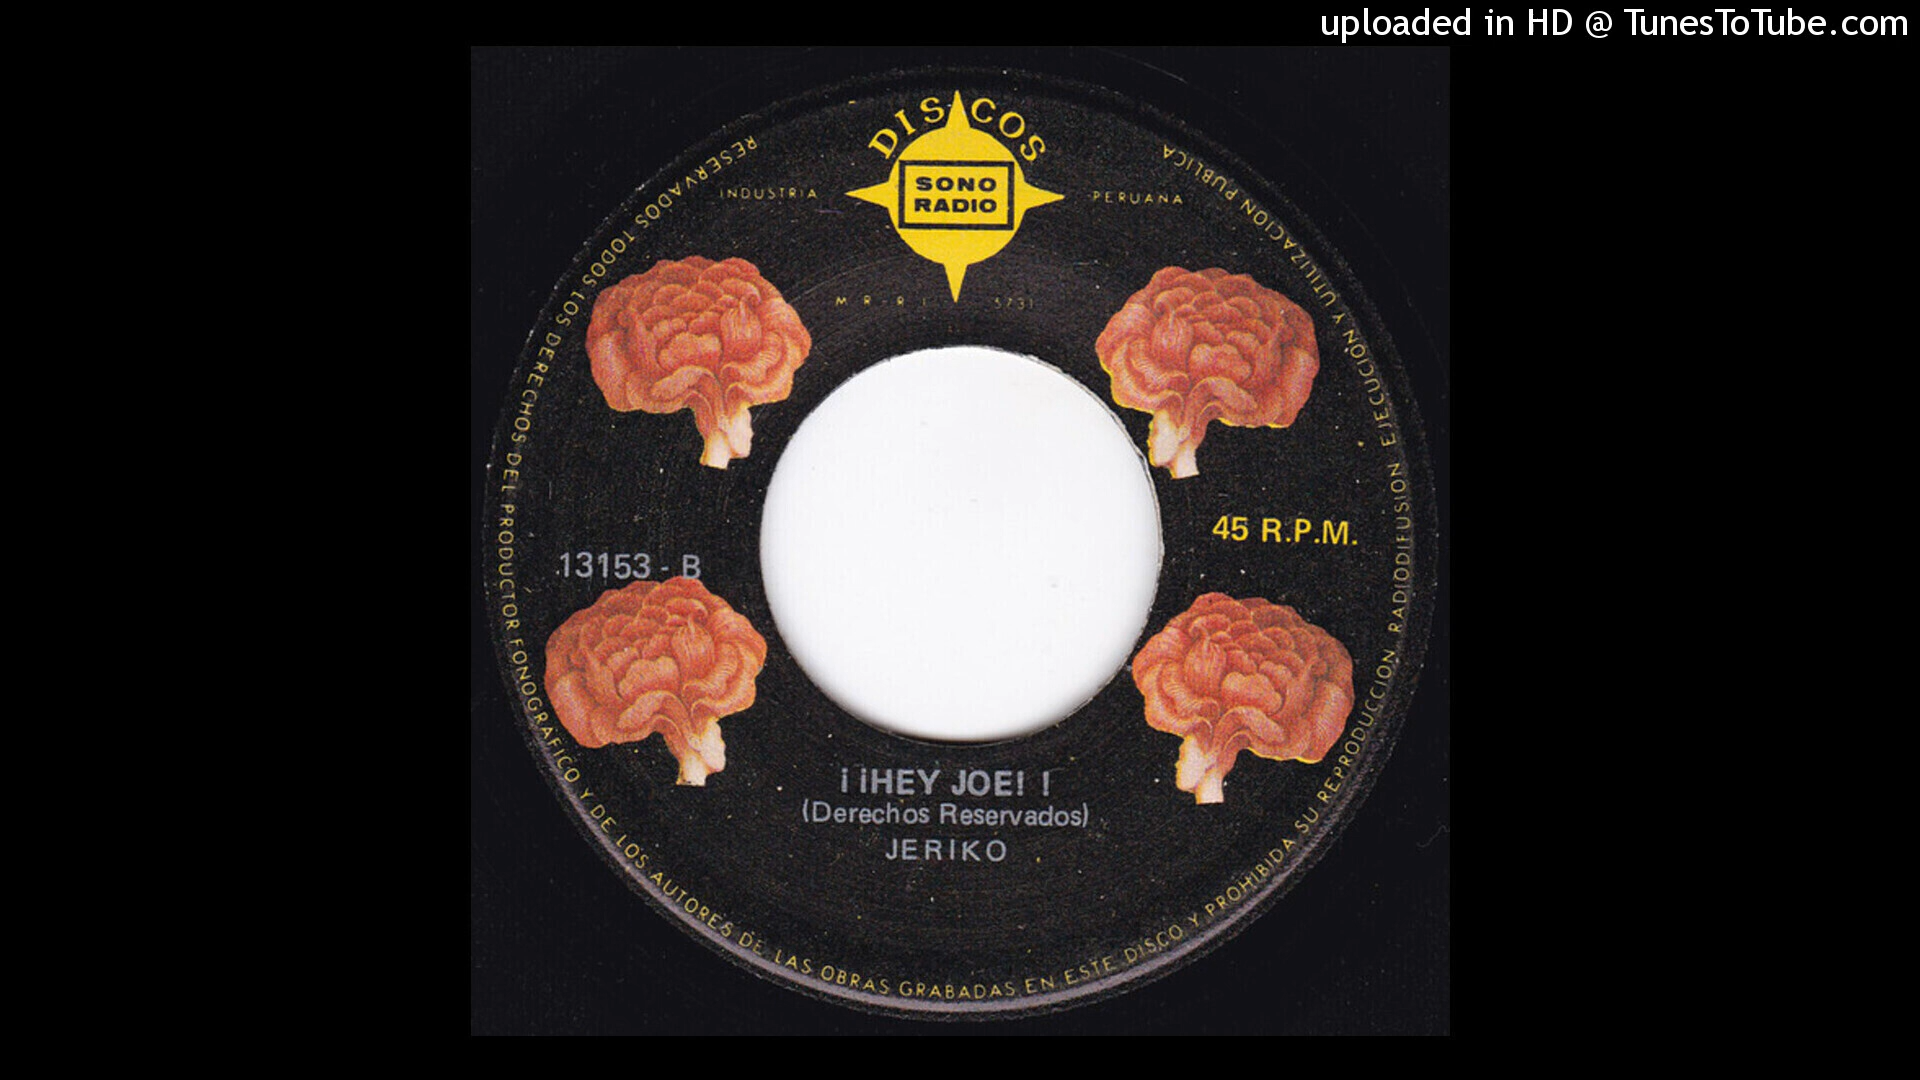 uploaded in HD @ TunesToTube.com
DISCOS
SONO
RADIO
INDUSTRIA
PERUANA
M R - R I 5731
45 R.P.M.
13153 - B
¡¡HEY JOE! !
(Derechos Reservados)
JERIKO
RESERVADOS TODOS LOS DERECHOS DEL PRODUCTOR FONOGRAFICO Y DE LOS AUTORES DE LAS OBRAS GRABADAS EN ESTE DISCO Y PROHIBIDA SU REPRODUCCION RADIODIFUSION EJECUCION Y UTILIZACION PUBLICA